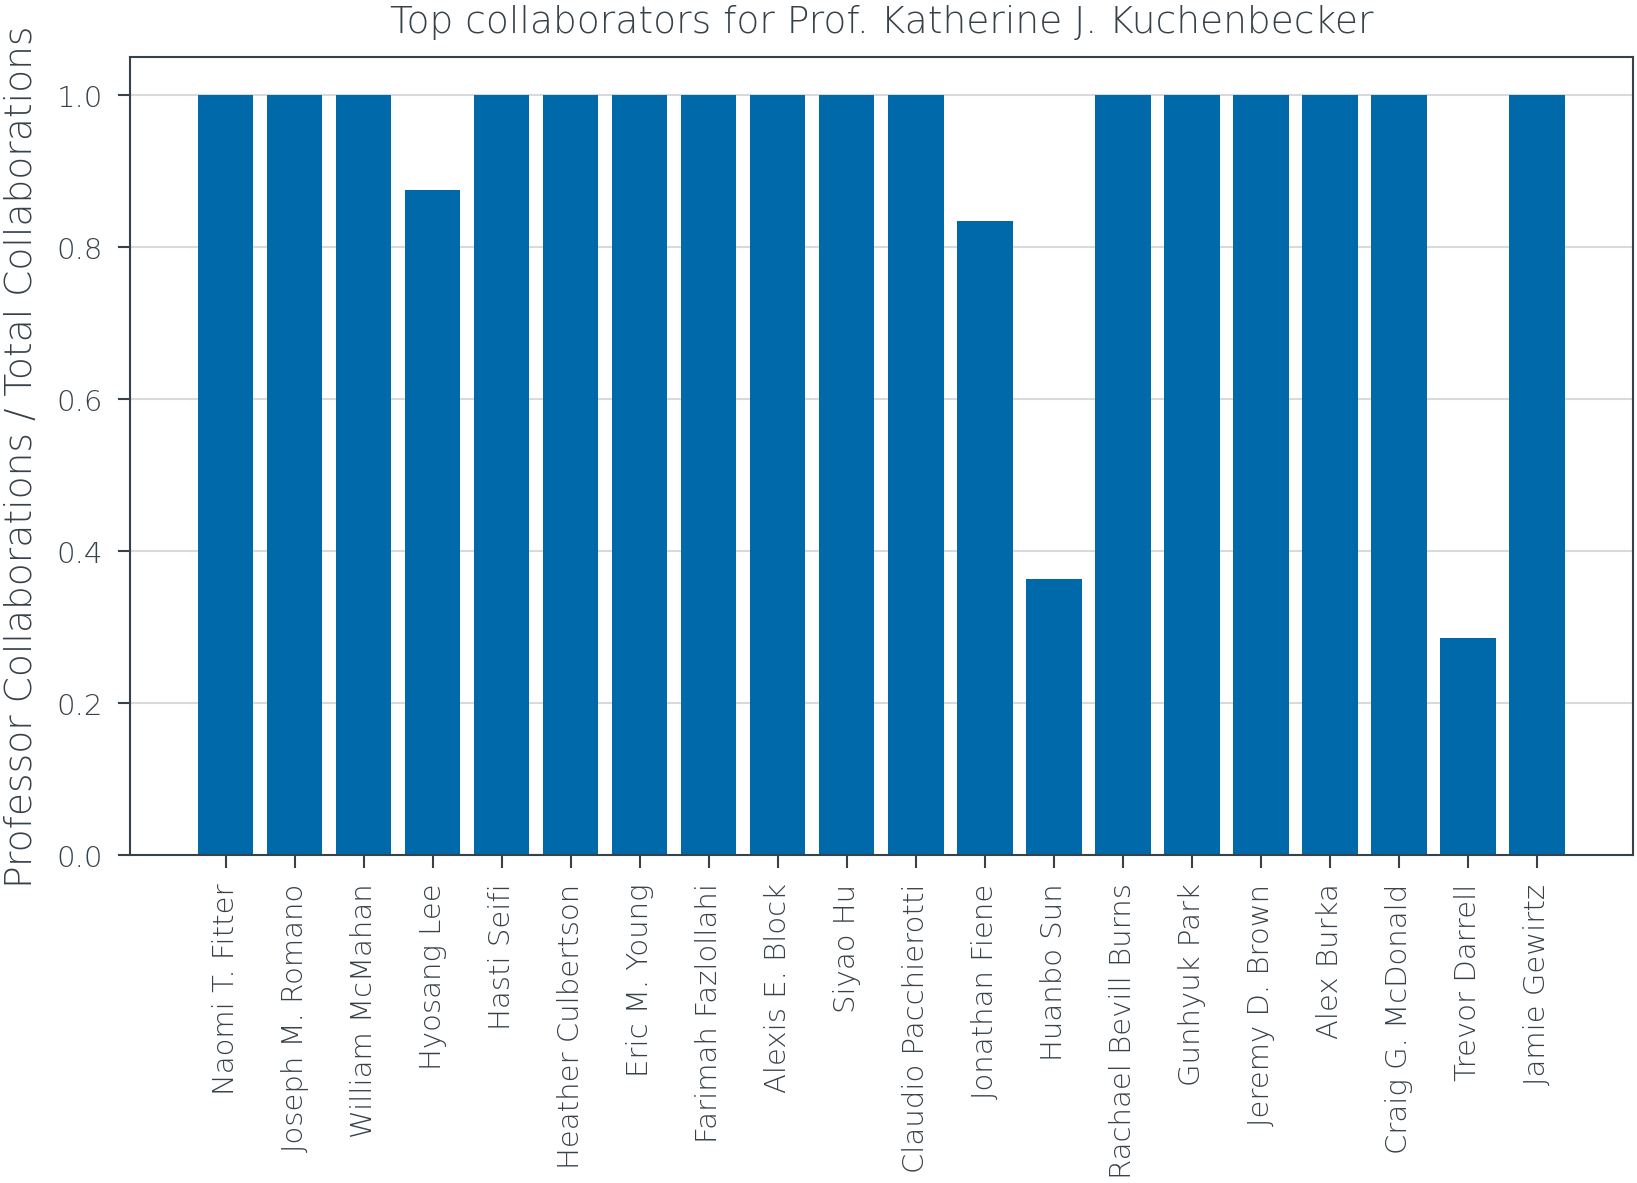 Top collaborators for Prof. Katherine J. Kuchenbecker
Professor Collaborations / Total Collaborations
1.0
0.8
0.6
0.4
0.2
0.0
Naomi T. Fitter
Joseph M. Romano
William McMahan
Hyosang Lee
Hasti Seifi
Heather Culbertson
Eric M. Young
Farimah Fazlollahi
Alexis E. Block
Siyao Hu
Claudio Pacchierotti
Jonathan Fiene
Huanbo Sun
Rachael Bevill Burns
Gunhyuk Park
Jeremy D. Brown
Alex Burka
Craig G. McDonald
Trevor Darrell
Jamie Gewirtz